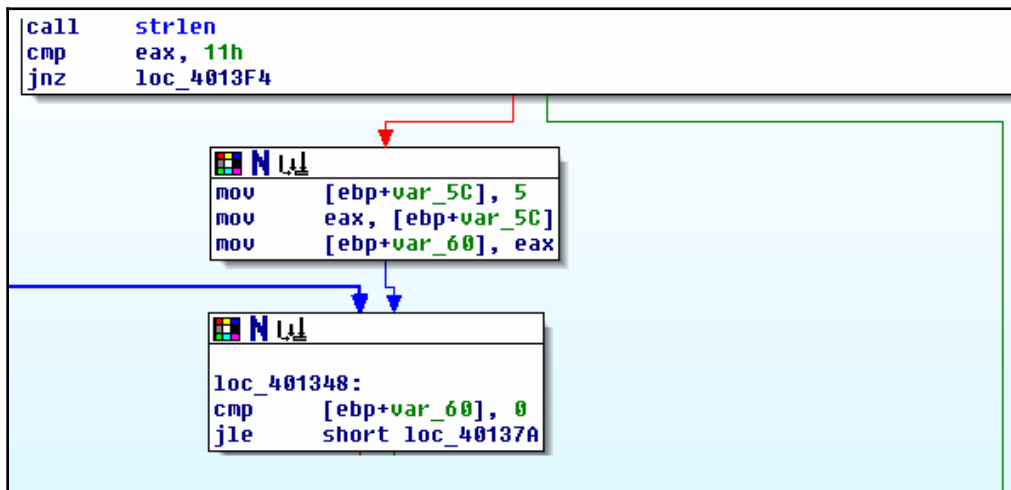 call strlen
cmp eax, 11h
jnz loc_4013F4
mov [ebp+var_5C], 5
mov eax, [ebp+var_5C]
mov [ebp+var_60], eax
loc_401348:
cmp [ebp+var_60], 0
jle short loc_40137A